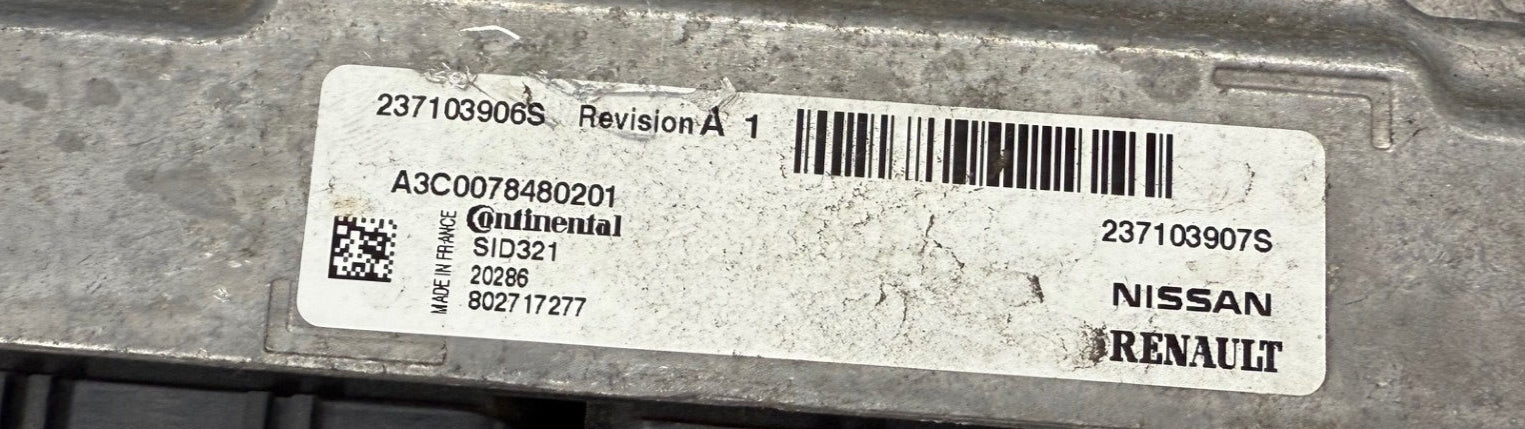 237103906S Revision A 1
A3C0078480201
Continental
MADE IN FRANCE
SID321
20286
802717277
237103907S
NISSAN
RENAULT